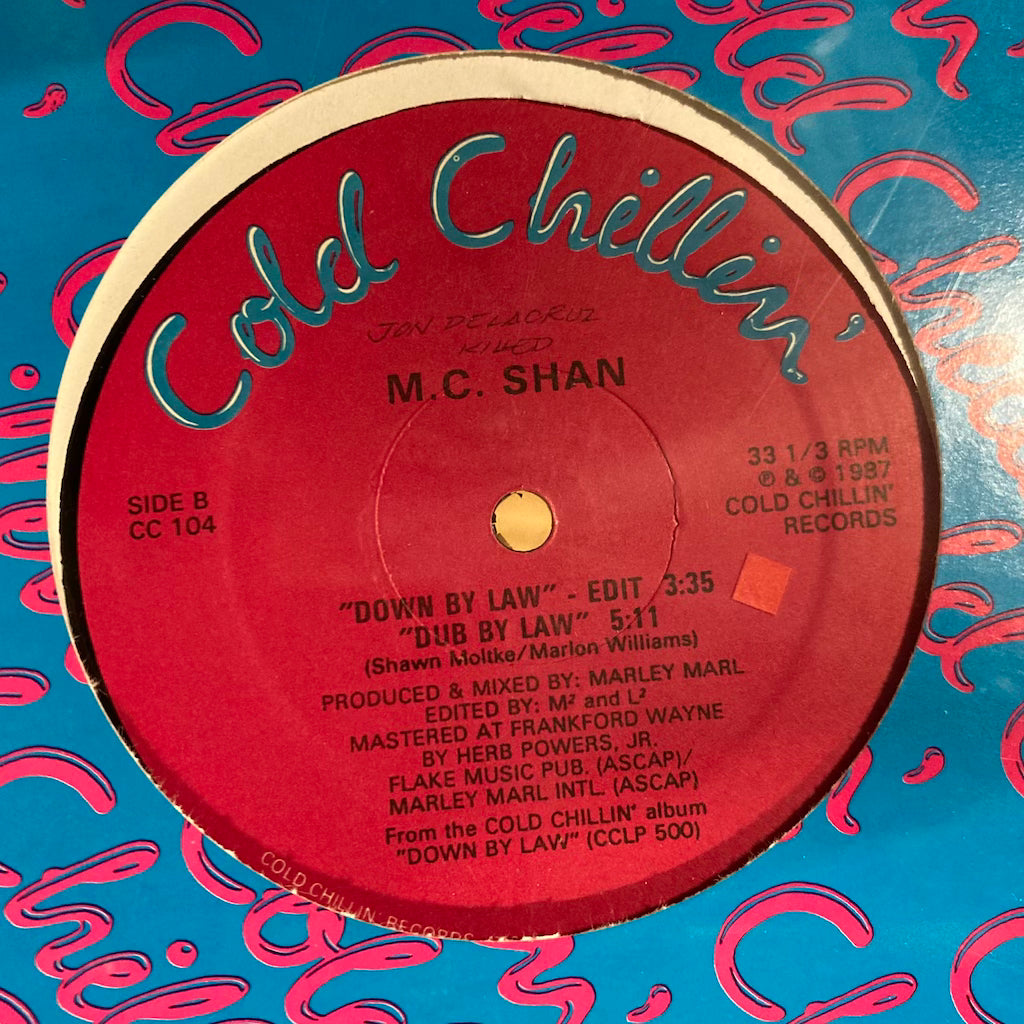 Cold Chillin'
JON DELACRUZ
KILLED
M.C. SHAN
SIDE B
CC 104
33 1/3 RPM
℗ & © 1987
COLD CHILLIN'
RECORDS
"DOWN BY LAW" - EDIT 3:35
"DUB BY LAW" 5:11
(Shawn Moltke/Marlon Williams)
PRODUCED & MIXED BY: MARLEY MARL
EDITED BY: M² and L²
MASTERED AT FRANKFORD WAYNE
BY HERB POWERS, JR.
FLAKE MUSIC PUB. (ASCAP)/
MARLEY MARL INTL. (ASCAP)
From the COLD CHILLIN' album
"DOWN BY LAW" (CCLP 500)
COLD CHILLIN' RECORDS